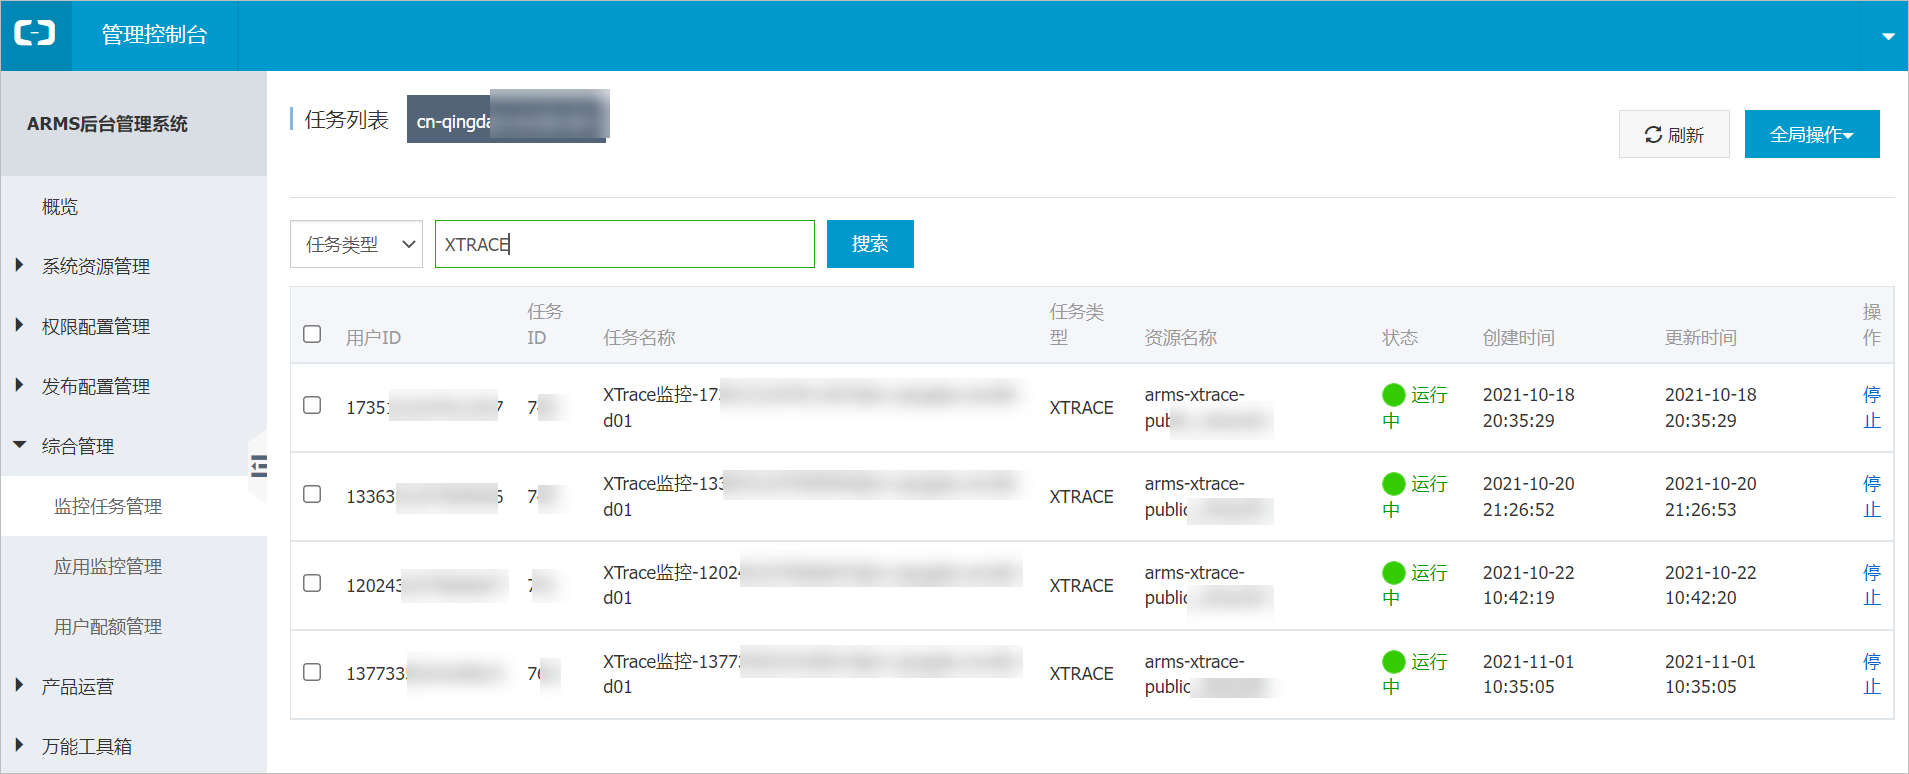 管理控制台
ARMS后台管理系统
概览
系统资源管理
权限配置管理
发布配置管理
综合管理
监控任务管理
应用监控管理
用户配额管理
产品运营
万能工具箱
任务列表
cn-qingda
刷新
全局操作
任务类型
XTRACE
搜索
用户ID
任务
ID
任务名称
任务类
型
资源名称
状态
创建时间
更新时间
操
作
1735
7
7
XTrace监控-17
d01
XTRACE
arms-xtrace-
pub
运行
中
2021-10-18
20:35:29
2021-10-18
20:35:29
停
止
13363
6
7
XTrace监控-133
d01
XTRACE
arms-xtrace-
public
运行
中
2021-10-20
21:26:52
2021-10-20
21:26:53
停
止
120243
7
XTrace监控-1202
d01
XTRACE
arms-xtrace-
public
运行
中
2021-10-22
10:42:19
2021-10-22
10:42:20
停
止
137733
76
XTrace监控-1377
d01
XTRACE
arms-xtrace-
public
运行
中
2021-11-01
10:35:05
2021-11-01
10:35:05
停
止